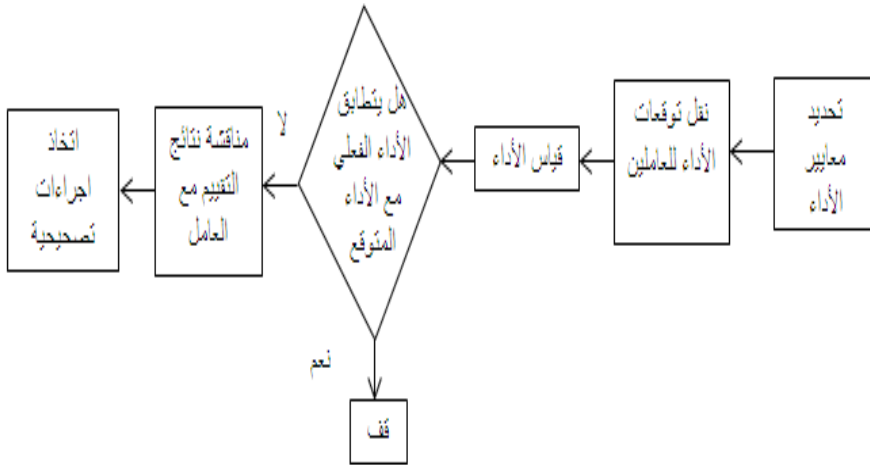 تحديد
معايير
الأداء
نقل توقعات
الأداء للعاملين
قياس الأداء
هل يتطابق
الأداء الفعلي
مع الأداء
المتوقع
لا
مناقشة نتائج
التقييم مع
العامل
اتخاذ
اجراءات
تصحيحية
نعم
قف